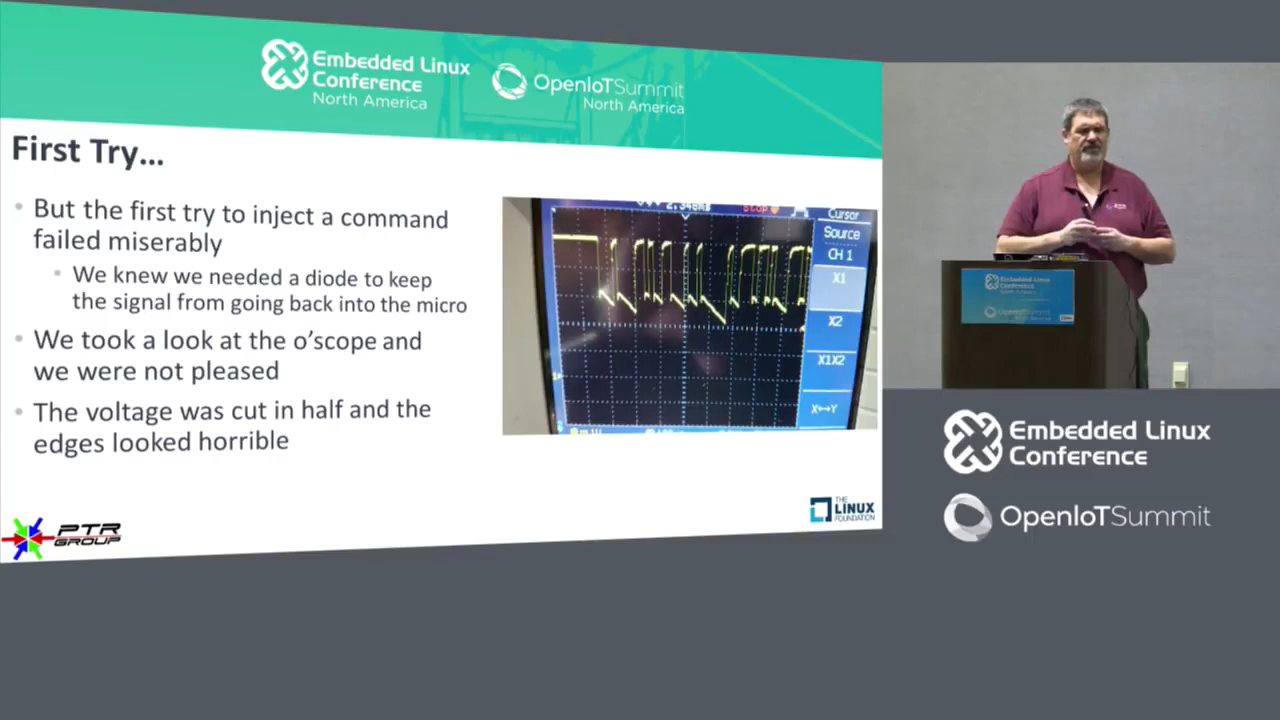 Embedded Linux
Conference
North America
OpenIoTSummit
North America
First Try...
But the first try to inject a command
failed miserably
We knew we needed a diode to keep
the signal from going back into the micro
We took a look at the o'scope and
we were not pleased
The voltage was cut in half and the
edges looked horrible
Stop
Cursor
Source
CH 1
X1
X2
X1X2
X↔Y
PTR
GROUP
THE
LINUX
FOUNDATION
Embedded Linux
Conference
OpenIoTSummit